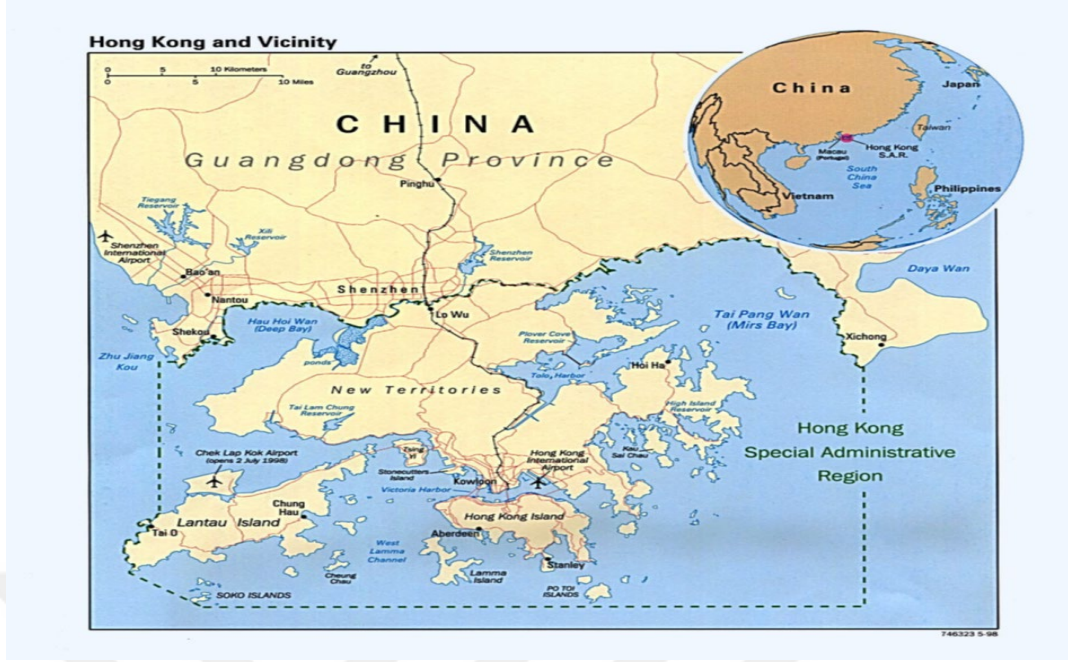 Hong Kong and Vicinity
0 5 10 Kilometers
0 5 10 Miles
to
Guangzhou
CHINA
Guangdong Province
Pinghu
Tiegang
Reservoir
Xili
Reservoir
Shenzhen
International
Airport
Shenzhen
Reservoir
Bao'an
Nantou
Shenzhen
Lo Wu
Shekou
Hau Hoi Wan
(Deep Bay)
ponds
Zhu Jiang
Kou
Plover Cove
Reservoir
Tolo Harbor
Tai Pang Wan
(Mirs Bay)
Daya Wan
Xichong
Hoi Ha
New Territories
Tai Lam Chung
Reservoir
High Island
Reservoir
Hong Kong
Special Administrative
Region
Chek Lap Kok Airport
(opens 2 July 1998)
Tsing
Yi
Stonecutters
Island
Victoria Harbor
Kowloon
Hong Kong
International
Airport
Kau
Sai Chau
Chung
Hau
Lantau Island
Tai O
Hong Kong Island
Aberdeen
Stanley
West
Lamma
Channel
Lamma
Island
Cheung
Chau
PO TOI
ISLANDS
SOKO ISLANDS
China
Japan
Taiwan
Macau
(Portugal)
Hong Kong
S.A.R.
South
China
Sea
Vietnam
Philippines
746323 5-98